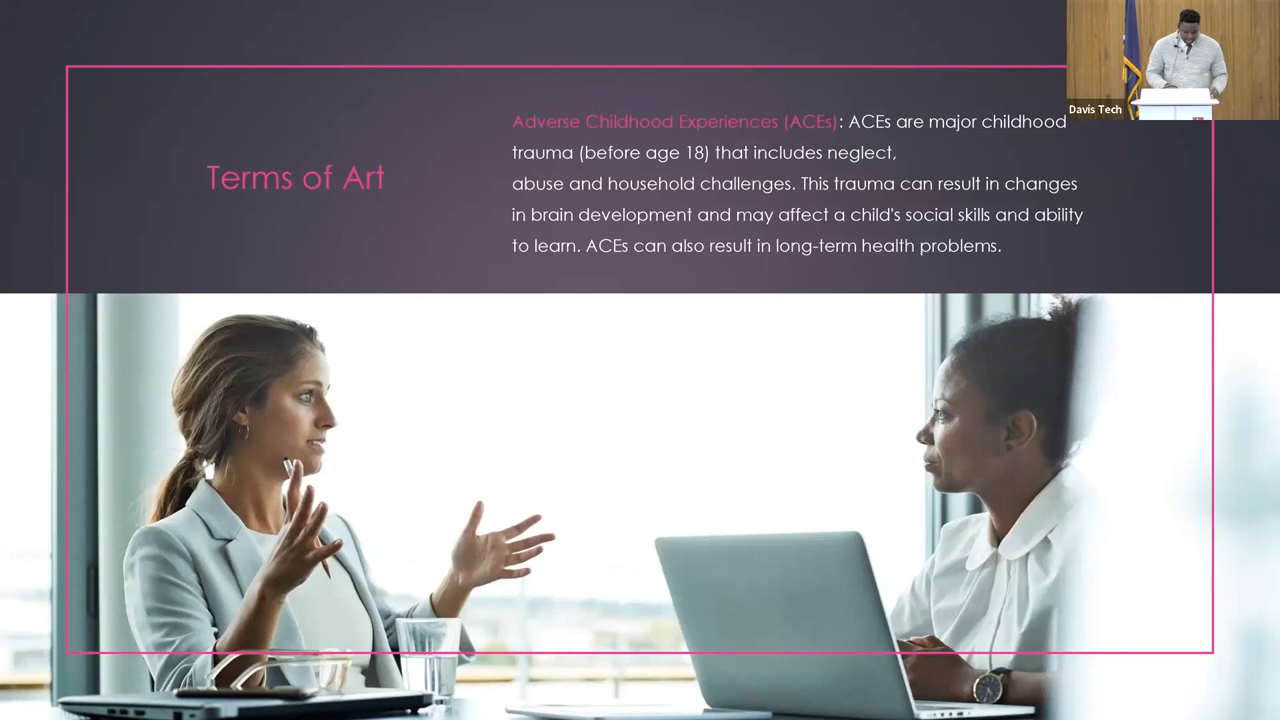 Davis Tech
Terms of Art
Adverse Childhood Experiences (ACEs): ACEs are major childhood
trauma (before age 18) that includes neglect,
abuse and household challenges. This trauma can result in changes
in brain development and may affect a child's social skills and ability
to learn. ACEs can also result in long-term health problems.